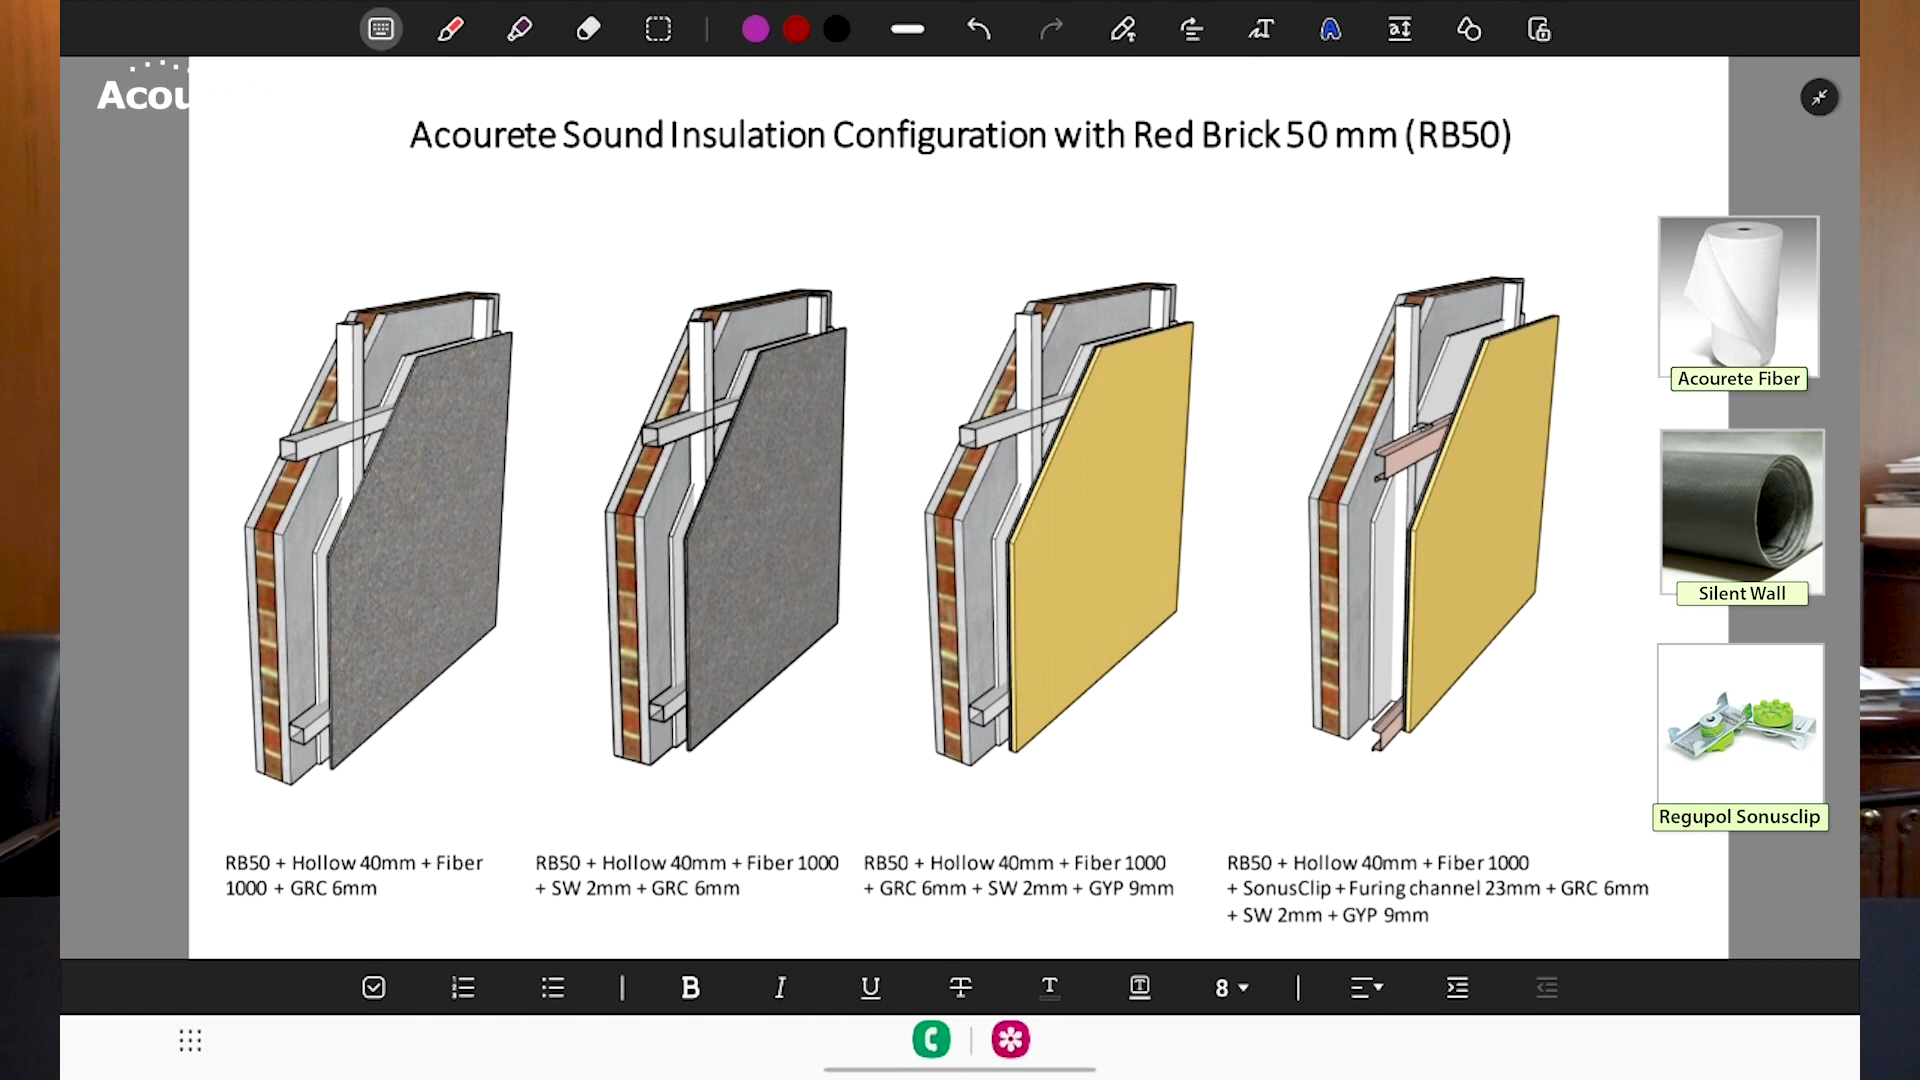 Acou
Acourete Sound Insulation Configuration with Red Brick 50 mm (RB50)
Acourete Fiber
Silent Wall
Regupol Sonusclip
RB50 + Hollow 40mm + Fiber
1000 + GRC 6mm
RB50 + Hollow 40mm + Fiber 1000
+ SW 2mm + GRC 6mm
RB50 + Hollow 40mm + Fiber 1000
+ GRC 6mm + SW 2mm + GYP 9mm
RB50 + Hollow 40mm + Fiber 1000
+ SonusClip + Furing channel 23mm + GRC 6mm
+ SW 2mm + GYP 9mm
B I U T T T 8